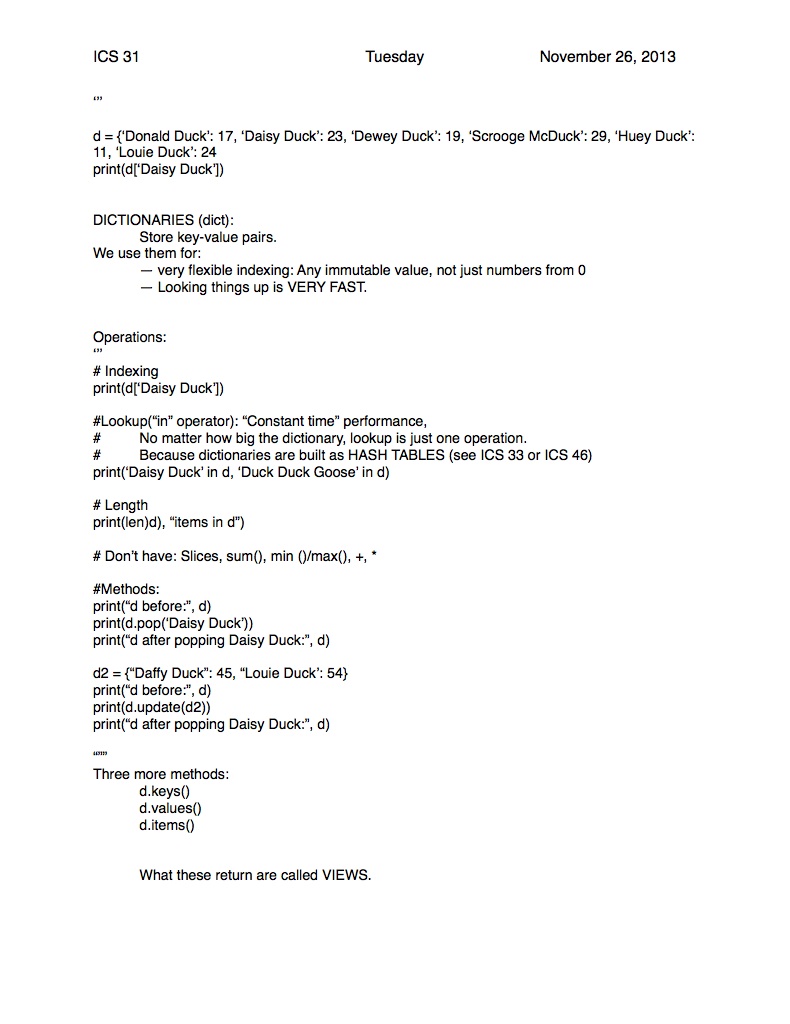 ICS 31 Tuesday November 26, 2013
‘’’
d = {‘Donald Duck’: 17, ‘Daisy Duck’: 23, ‘Dewey Duck’: 19, ‘Scrooge McDuck’: 29, ‘Huey Duck’:
11, ‘Louie Duck’: 24
print(d[‘Daisy Duck’])
DICTIONARIES (dict):
Store key-value pairs.
We use them for:
— very flexible indexing: Any immutable value, not just numbers from 0
— Looking things up is VERY FAST.
Operations:
‘’’
# Indexing
print(d[‘Daisy Duck’])
#Lookup(“in” operator): “Constant time” performance,
# No matter how big the dictionary, lookup is just one operation.
# Because dictionaries are built as HASH TABLES (see ICS 33 or ICS 46)
print(‘Daisy Duck’ in d, ‘Duck Duck Goose’ in d)
# Length
print(len)d), “items in d”)
# Don’t have: Slices, sum(), min ()/max(), +, *
#Methods:
print(“d before:”, d)
print(d.pop(‘Daisy Duck’))
print(“d after popping Daisy Duck:”, d)
d2 = {“Daffy Duck”: 45, “Louie Duck’: 54}
print(“d before:”, d)
print(d.update(d2))
print(“d after popping Daisy Duck:”, d)
“”””
Three more methods:
d.keys()
d.values()
d.items()
What these return are called VIEWS.